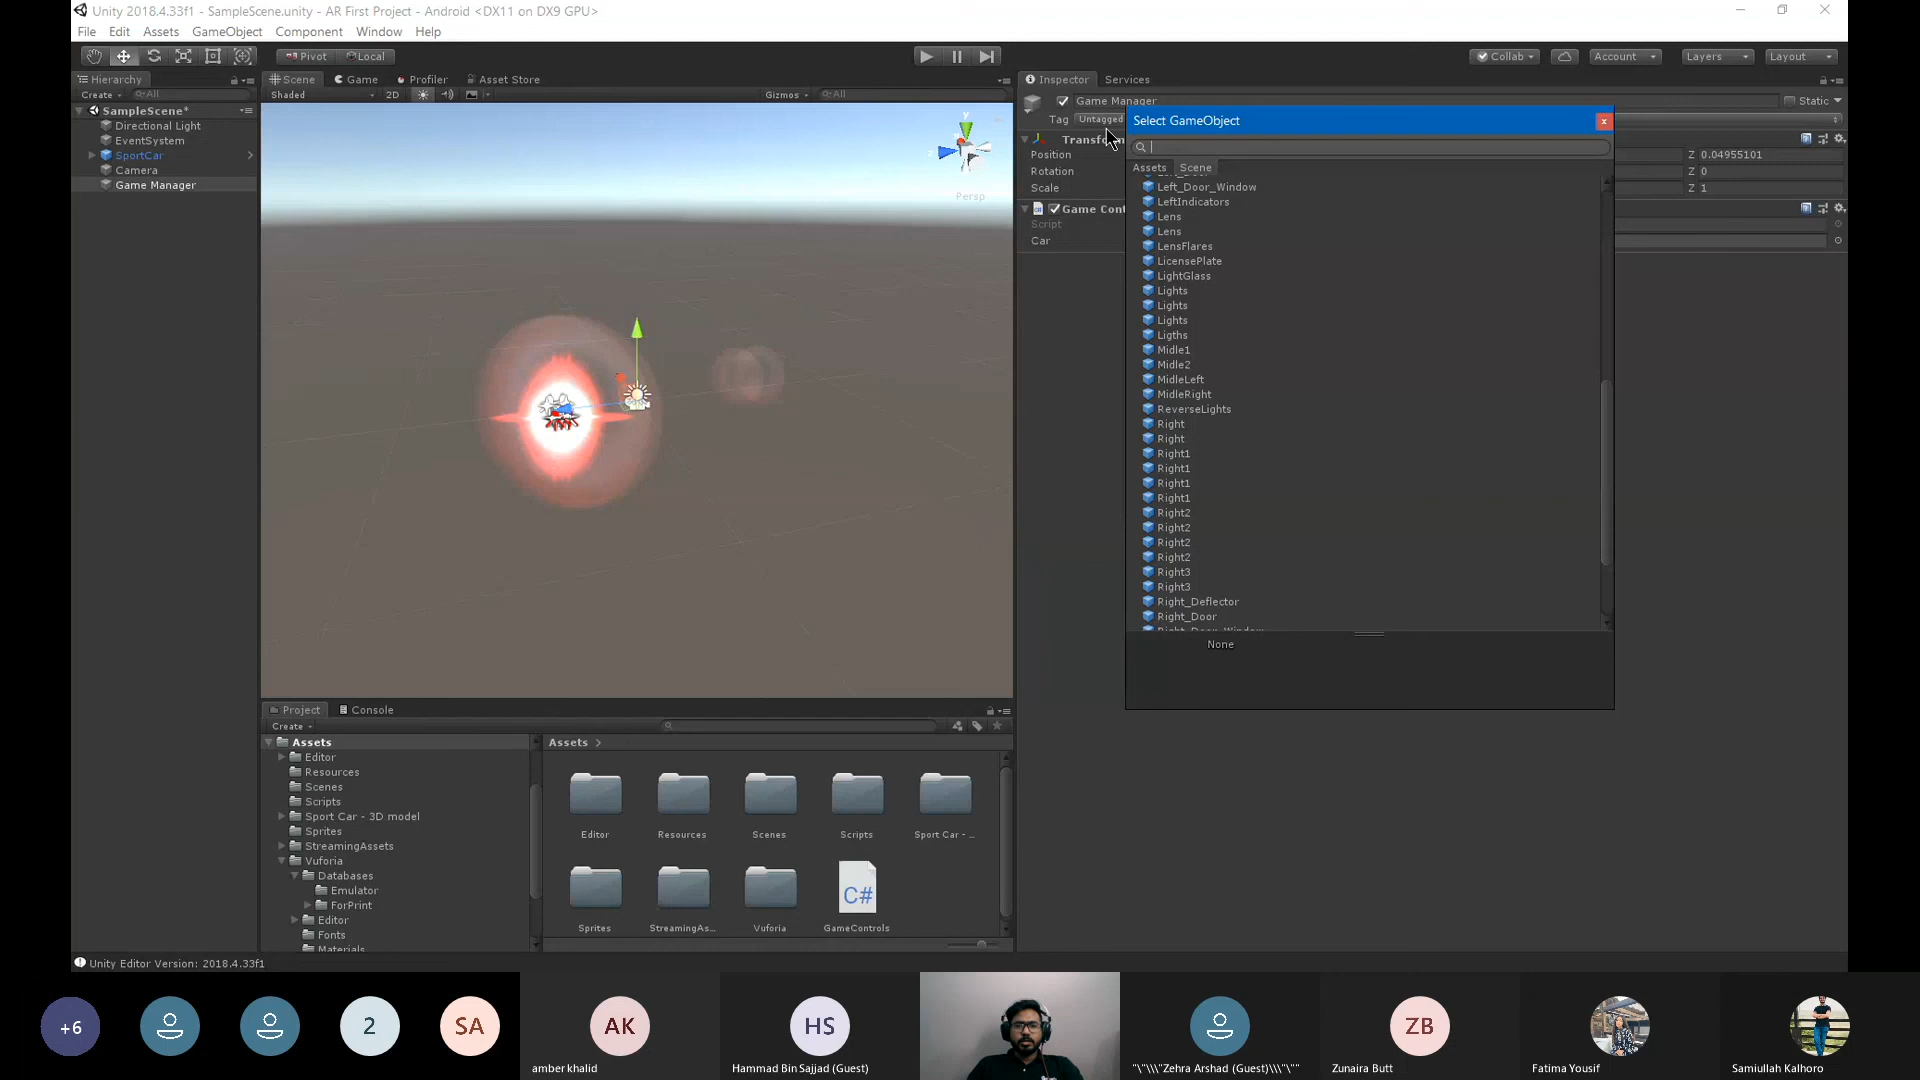 Unity 2018.4.33f1 - SampleScene.unity - AR First Project - Android <DX11 on DX9 GPU>
File Edit Assets GameObject Component Window Help
Pivot Local Collab Account Layers Layout
Hierarchy Scene Game Profiler Asset Store Inspector Services
Create All Shaded 2D Gizmos All
SampleScene*
Directional Light
EventSystem
SportCar
Camera
Game Manager
y
Persp
Game Manager Static
Tag Untagged
Transform
Position Z 0.04955101
Rotation Z 0
Scale Z 1
Game Cont
Script
Car
Select GameObject
Assets Scene
Left_Door_Window
LeftIndicators
Lens
Lens
LensFlares
LicensePlate
LightGlass
Lights
Lights
Lights
Ligths
Midle1
Midle2
MidleLeft
MidleRight
ReverseLights
Right
Right
Right1
Right1
Right1
Right1
Right2
Right2
Right2
Right2
Right3
Right3
Right_Deflector
Right_Door
Right_Door_Window
None
Project Console
Create
Assets
Editor
Resources
Scenes
Scripts
Sport Car - 3D model
Sprites
StreamingAssets
Vuforia
Databases
Emulator
ForPrint
Editor
Fonts
Materials
Assets >
Editor Resources Scenes Scripts Sport Car - ...
C#
Sprites StreamingAs... Vuforia GameControls
Unity Editor Version: 2018.4.33f1
+6 2 SA AK HS ZB
amber khalid Hammad Bin Sajjad (Guest) "\"\\\"Zehra Arshad (Guest)\\\"\"" Zunaira Butt Fatima Yousif Samiullah Kalhoro